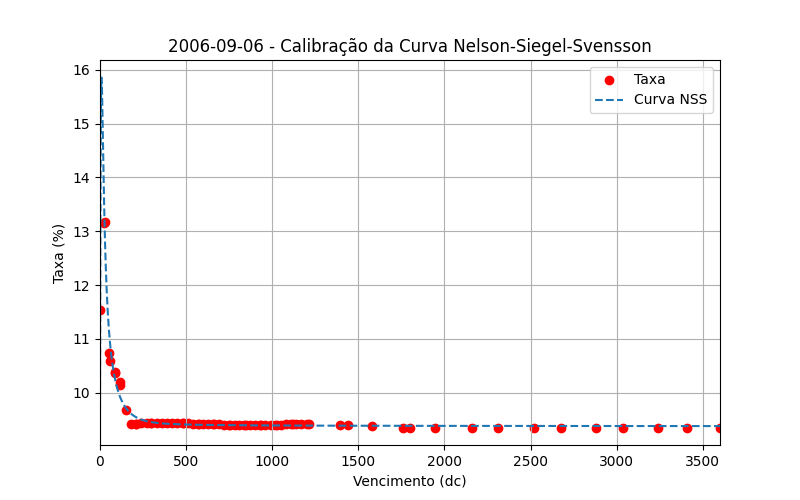 2006-09-06 - Calibração da Curva Nelson-Siegel-Svensson
Taxa
Curva NSS
Taxa (%)
16
15
14
13
12
11
10
0 500 1000 1500 2000 2500 3000 3500
Vencimento (dc)